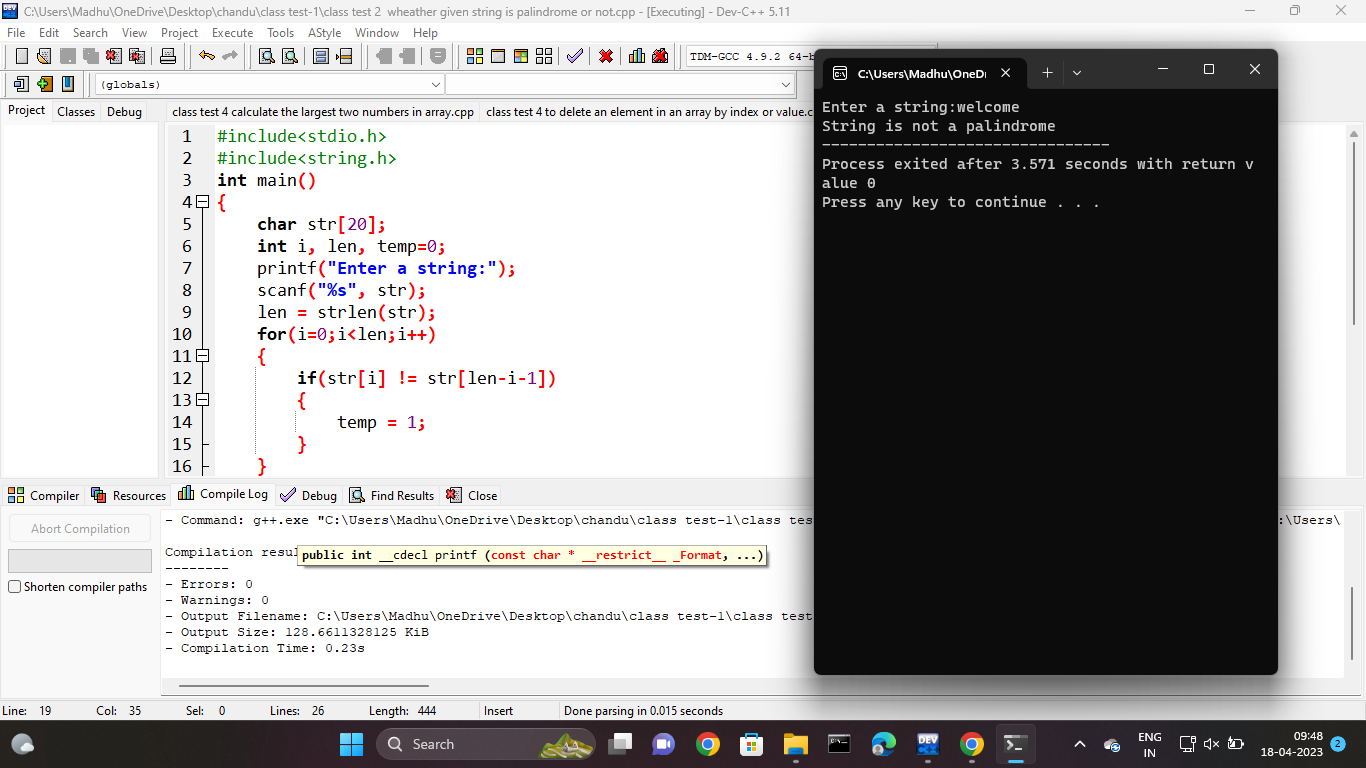 C:\Users\Madhu\OneDrive\Desktop\chandu\class test-1\class test 2  wheather given string is palindrome or not.cpp - [Executing] - Dev-C++ 5.11
File Edit Search View Project Execute Tools AStyle Window Help
TDM-GCC 4.9.2 64-b
(globals)
Project Classes Debug
class test 4 calculate the largest two numbers in array.cpp class test 4 to delete an element in an array by index or value.c
1 #include<stdio.h>
2 #include<string.h>
3 int main()
4 {
5 char str[20];
6 int i, len, temp=0;
7 printf("Enter a string:");
8 scanf("%s", str);
9 len = strlen(str);
10 for(i=0;i<len;i++)
11 {
12 if(str[i] != str[len-i-1])
13 {
14 temp = 1;
15 }
16 }
C:\Users\Madhu\OneD
Enter a string:welcome
String is not a palindrome
--------------------------------
Process exited after 3.571 seconds with return v
alue 0
Press any key to continue . . .
Compiler Resources Compile Log Debug Find Results Close
Abort Compilation
Shorten compiler paths
- Command: g++.exe "C:\Users\Madhu\OneDrive\Desktop\chandu\class test-1\class tes
:\Users\
Compilation resul
public int __cdecl printf (const char * __restrict__ _Format, ...)
--------
- Errors: 0
- Warnings: 0
- Output Filename: C:\Users\Madhu\OneDrive\Desktop\chandu\class test-1\class test
- Output Size: 128.6611328125 KiB
- Compilation Time: 0.23s
Line: 19 Col: 35 Sel: 0 Lines: 26 Length: 444 Insert Done parsing in 0.015 seconds
Search
DEV
ENG
IN
09:48
18-04-2023
2